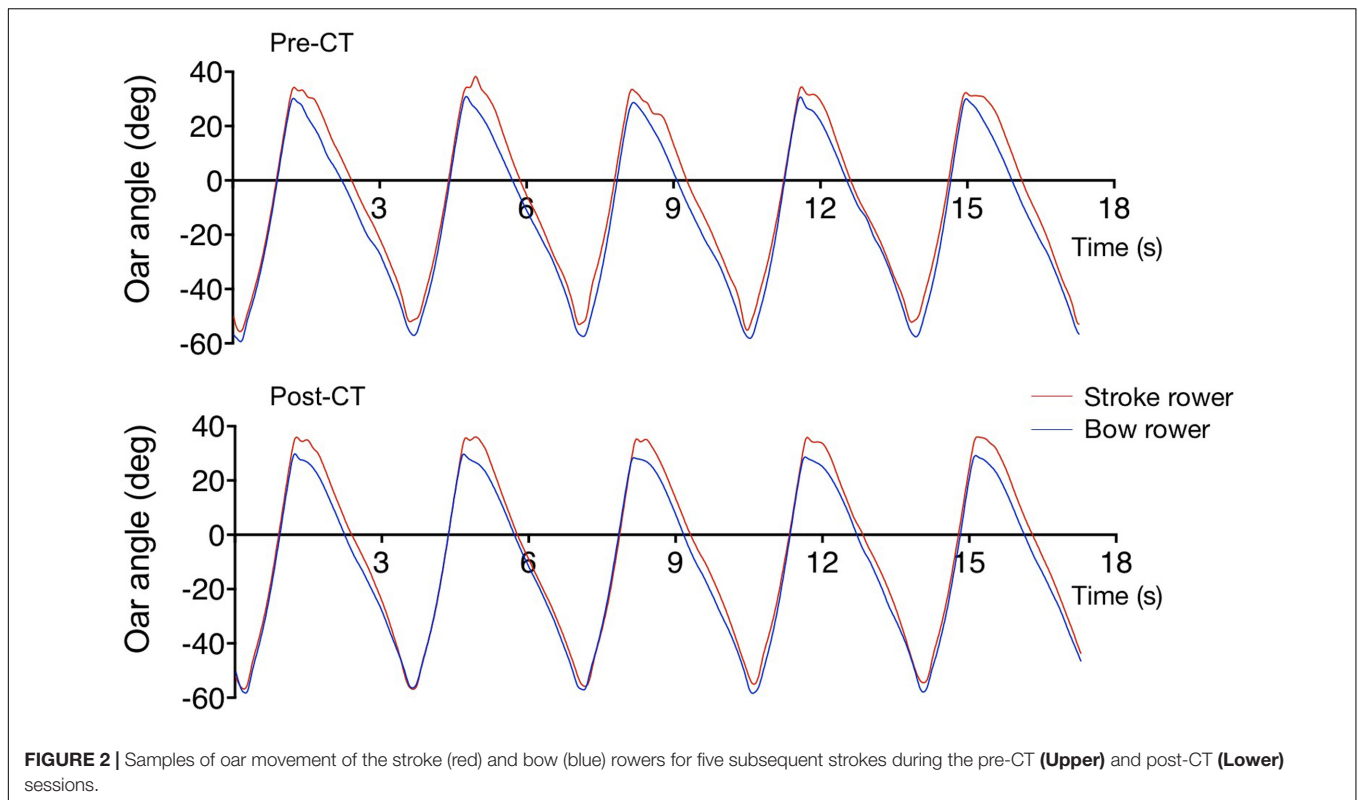 Pre-CT
40
20
0
-20
-40
-60
Oar angle (deg)
3
6
9
12
15
18
Time (s)
Post-CT
Stroke rower
Bow rower
40
20
0
-20
-40
-60
Oar angle (deg)
3
6
9
12
15
18
Time (s)
FIGURE 2 | Samples of oar movement of the stroke (red) and bow (blue) rowers for five subsequent strokes during the pre-CT (Upper) and post-CT (Lower)
sessions.